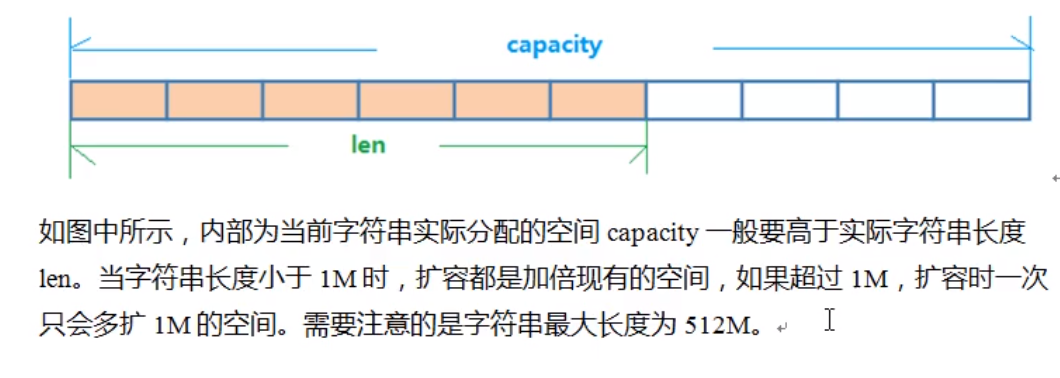 capacity
len
如图中所示，内部为当前字符串实际分配的空间 capacity 一般要高于实际字符串长度
len。当字符串长度小于 1M 时，扩容都是加倍现有的空间，如果超过 1M，扩容时一次
只会多扩 1M 的空间。需要注意的是字符串最大长度为 512M。